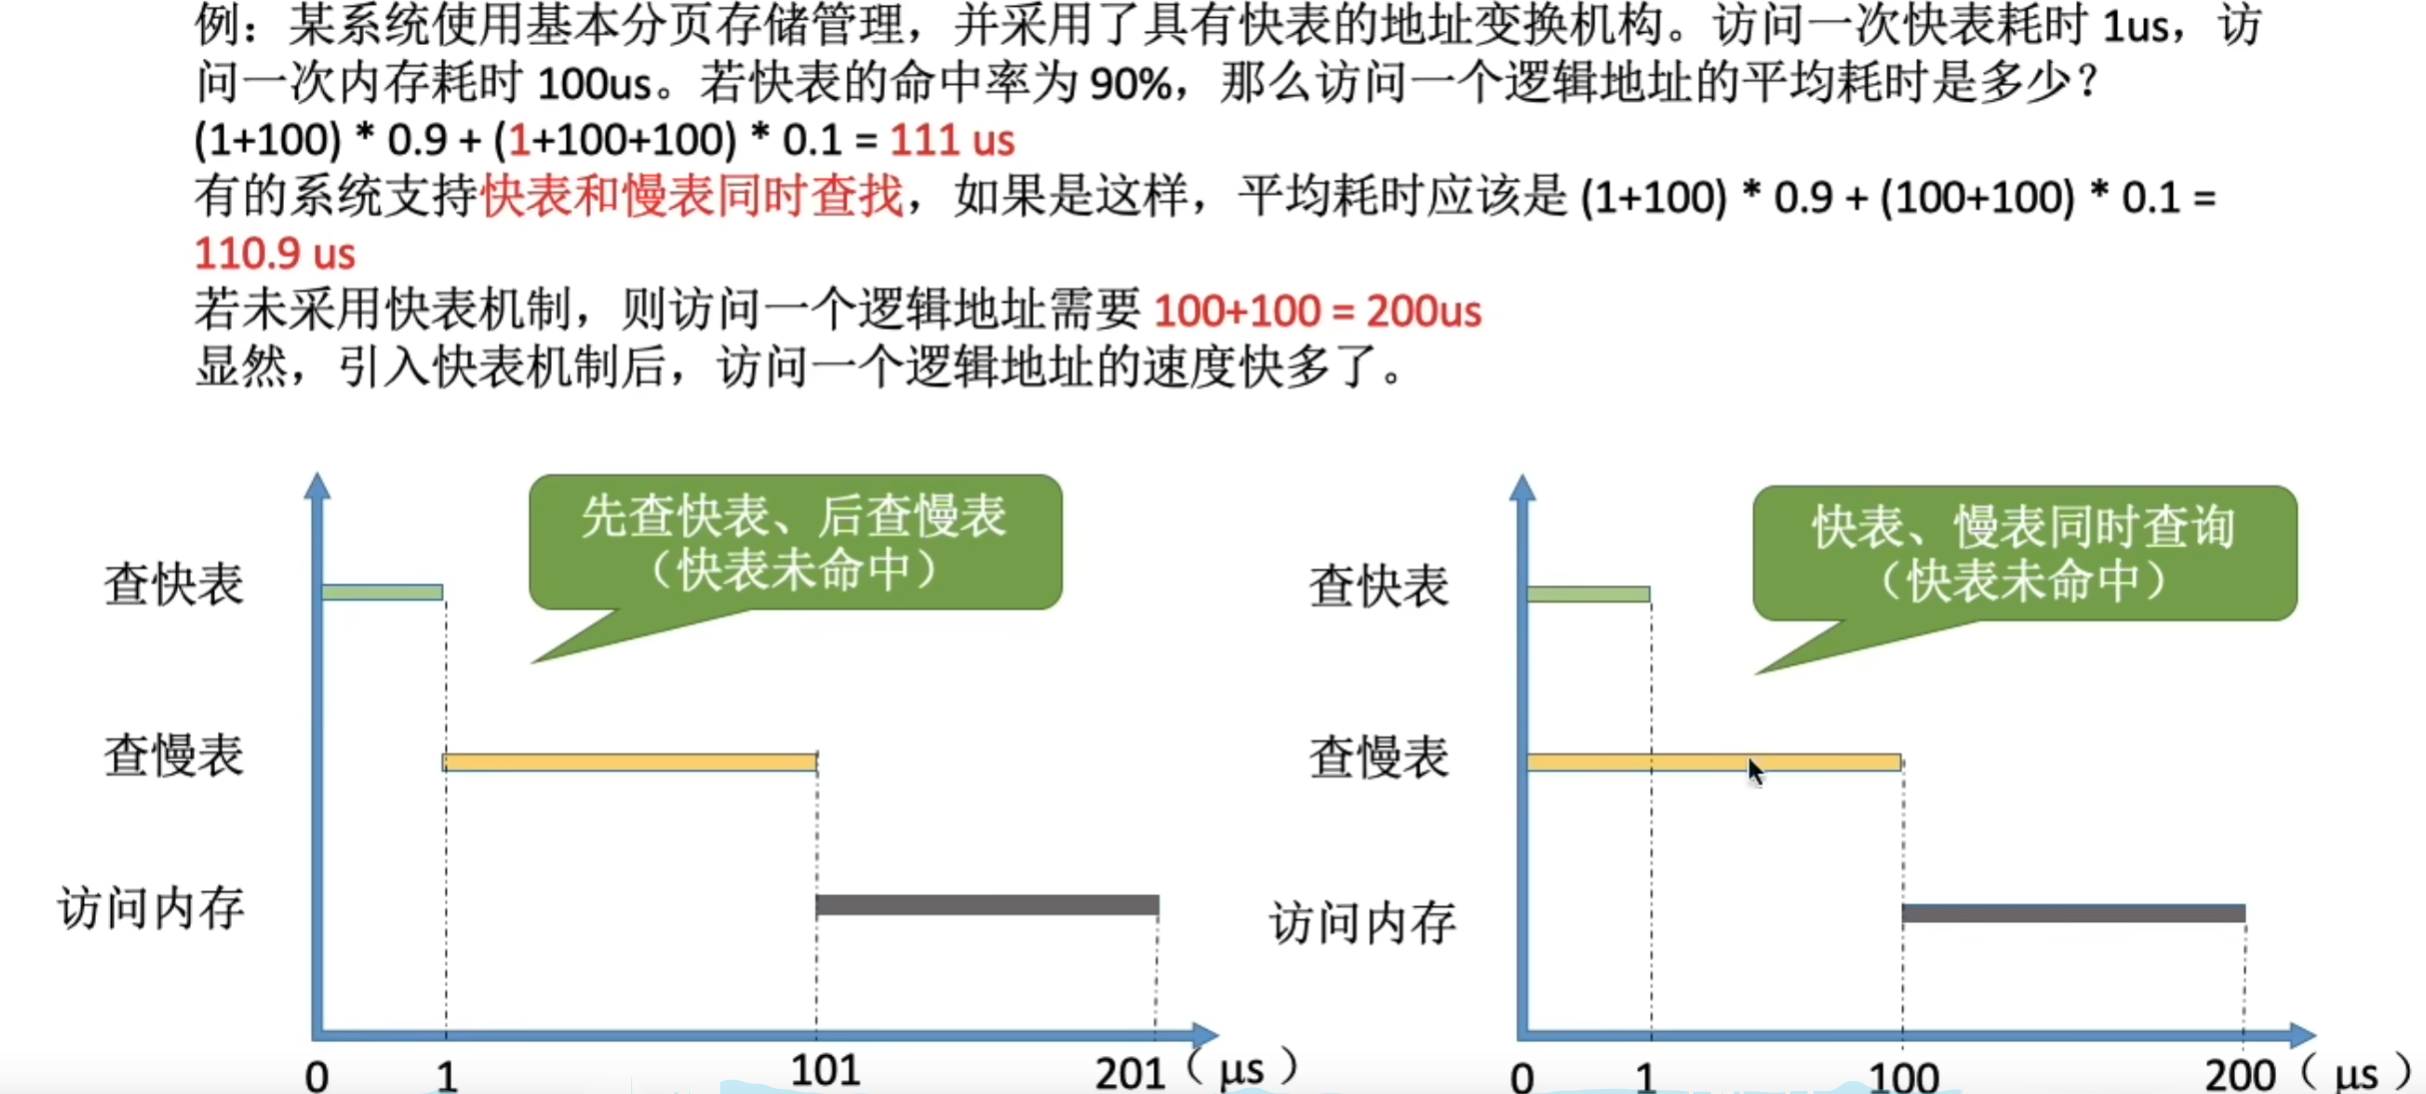 例：某系统使用基本分页存储管理，并采用了具有快表的地址变换机构。访问一次快表耗时 1us，访
问一次内存耗时 100us。若快表的命中率为 90%，那么访问一个逻辑地址的平均耗时是多少？
(1+100) * 0.9 + (1+100+100) * 0.1 = 111 us
有的系统支持快表和慢表同时查找，如果是这样，平均耗时应该是 (1+100) * 0.9 + (100+100) * 0.1 =
110.9 us
若未采用快表机制，则访问一个逻辑地址需要 100+100 = 200us
显然，引入快表机制后，访问一个逻辑地址的速度快多了。
先查快表、后查慢表
（快表未命中）
查快表
查慢表
访问内存
0 1 101 201（ μs ）
快表、慢表同时查询
（快表未命中）
查快表
查慢表
访问内存
0 1 100 200（ μs ）